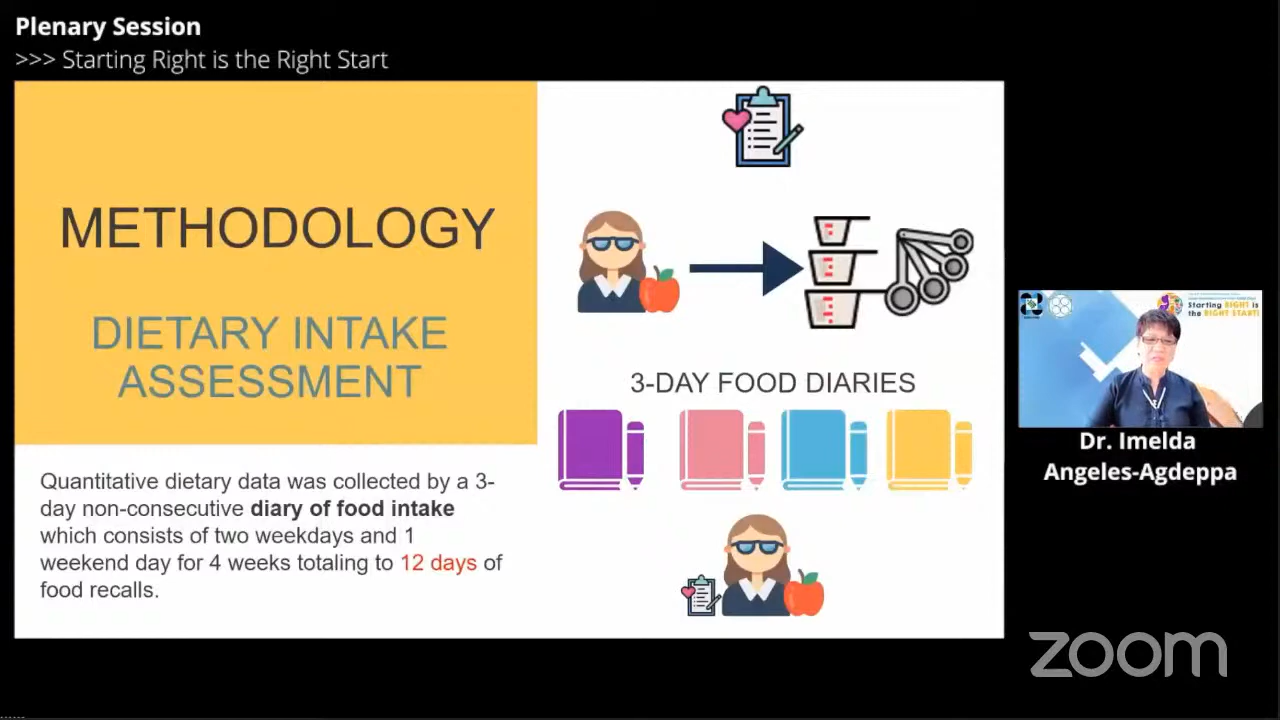 Plenary Session
>>> Starting Right is the Right Start
METHODOLOGY
DIETARY INTAKE
ASSESSMENT
Quantitative dietary data was collected by a 3-
day non-consecutive diary of food intake
which consists of two weekdays and 1
weekend day for 4 weeks totaling to 12 days of
food recalls.
3-DAY FOOD DIARIES
Starting RIGHT is
the RIGHT START!
Dr. Imelda
Angeles-Agdeppa
zoom